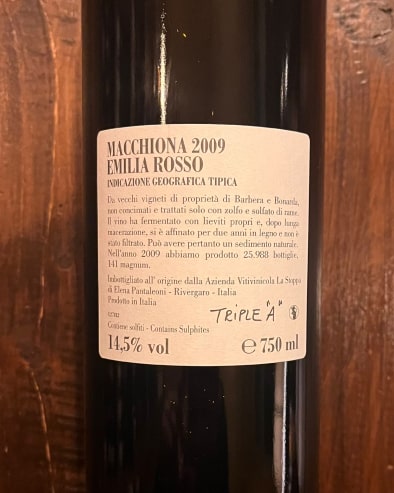 MACCHIONA 2009
EMILIA ROSSO
INDICAZIONE GEOGRAFICA TIPICA
Da vecchi vigneti di proprietà di Barbera e Bonarda,
non concimati e trattati solo con zolfo e solfato di rame.
Il vino ha fermentato con lieviti propri e, dopo lunga
macerazione, si è affinato per due anni in legno e non è
stato filtrato. Può avere pertanto un sedimento naturale.
Nell'anno 2009 abbiamo prodotto 25.988 bottiglie,
141 magnum.
Imbottigliato all' origine dalla Azienda Vitivinicola La Stoppa
di Elena Pantaleoni - Rivergaro - Italia
Prodotto in Italia
TRIPLE "A"
Contiene solfiti - Contains Sulphites
14,5% vol ℮ 750 ml